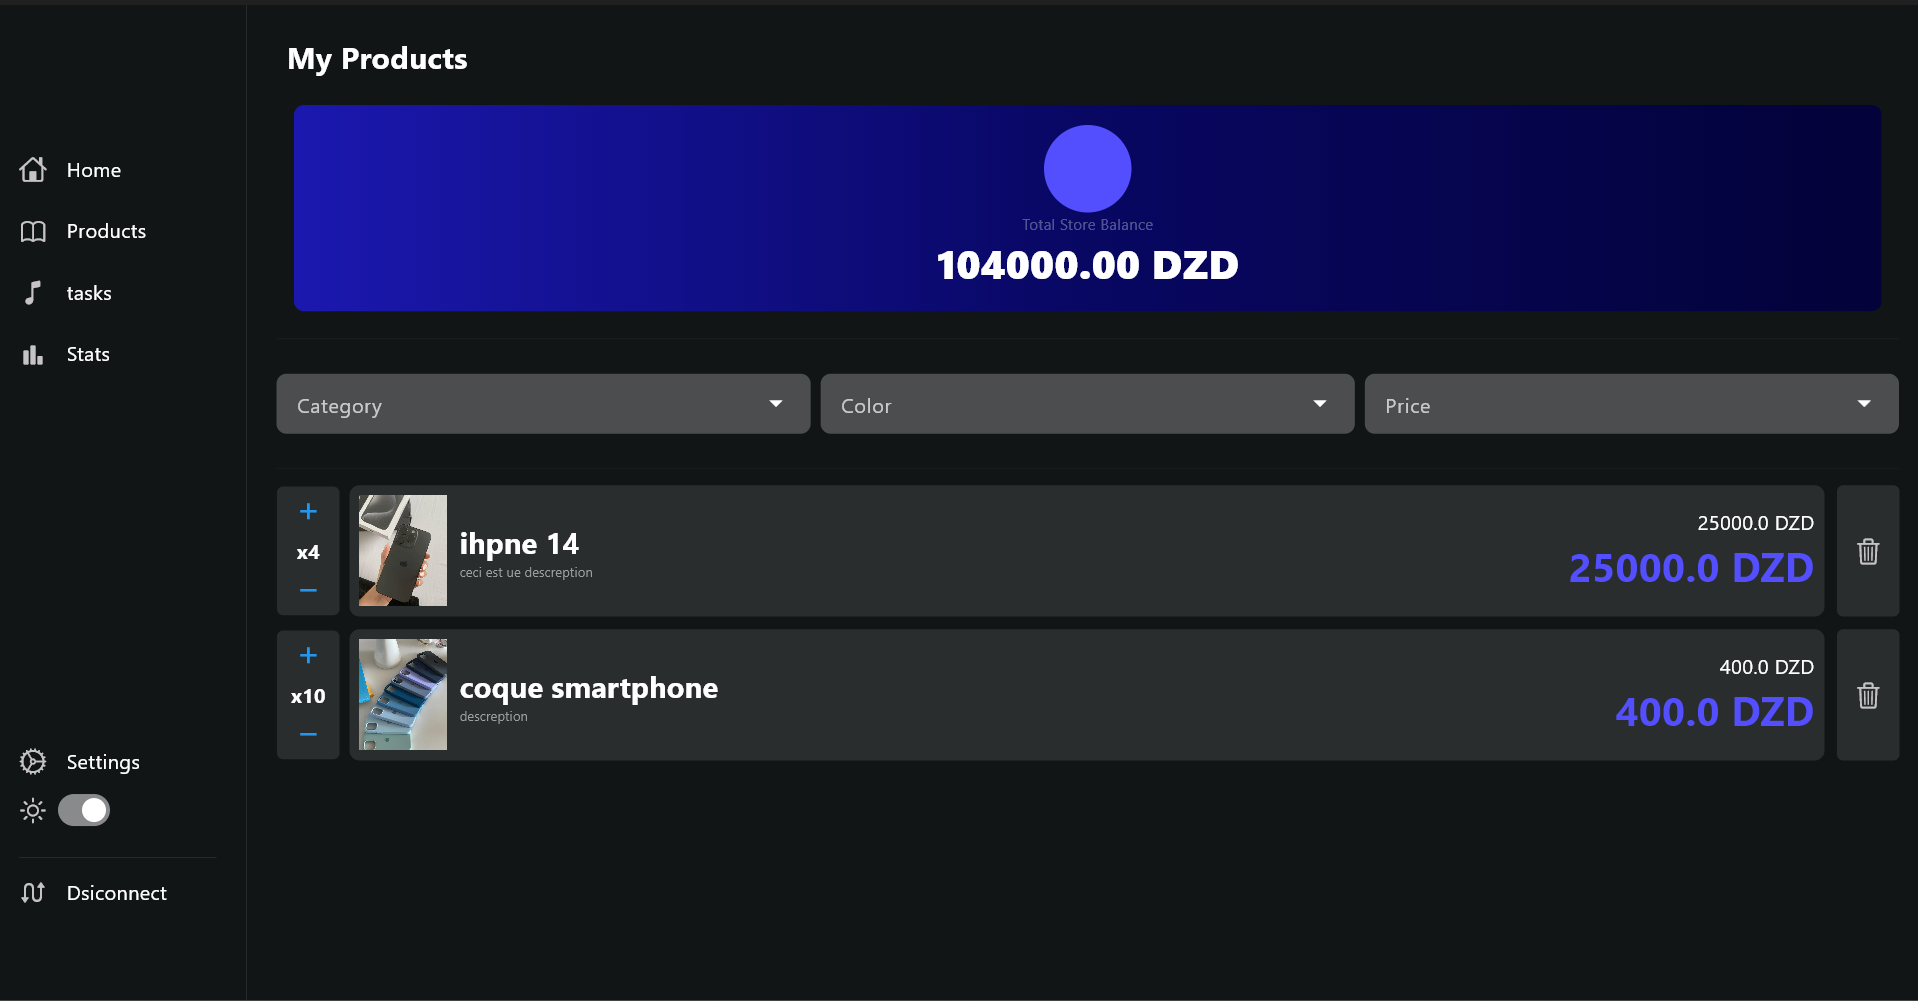 My Products
Home
Products
tasks
Stats
Settings
Dsiconnect
Total Store Balance
104000.00 DZD
Category
Color
Price
+
x4
−
ihpne 14
ceci est ue descreption
25000.0 DZD
25000.0 DZD
+
x10
−
coque smartphone
descreption
400.0 DZD
400.0 DZD